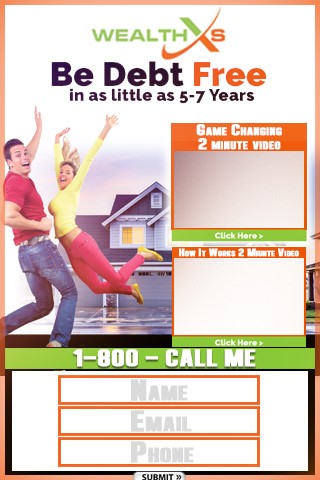 WEALTHXS
Be Debt Free
in as little as 5-7 Years
GAME CHANGING
2 MINUTE VIDEO
Click Here >
HOW IT WORKS 2 MIUNTE VIDEO
Click Here >
1-800 - CALL ME
NAME
EMAIL
PHONE
SUBMIT »